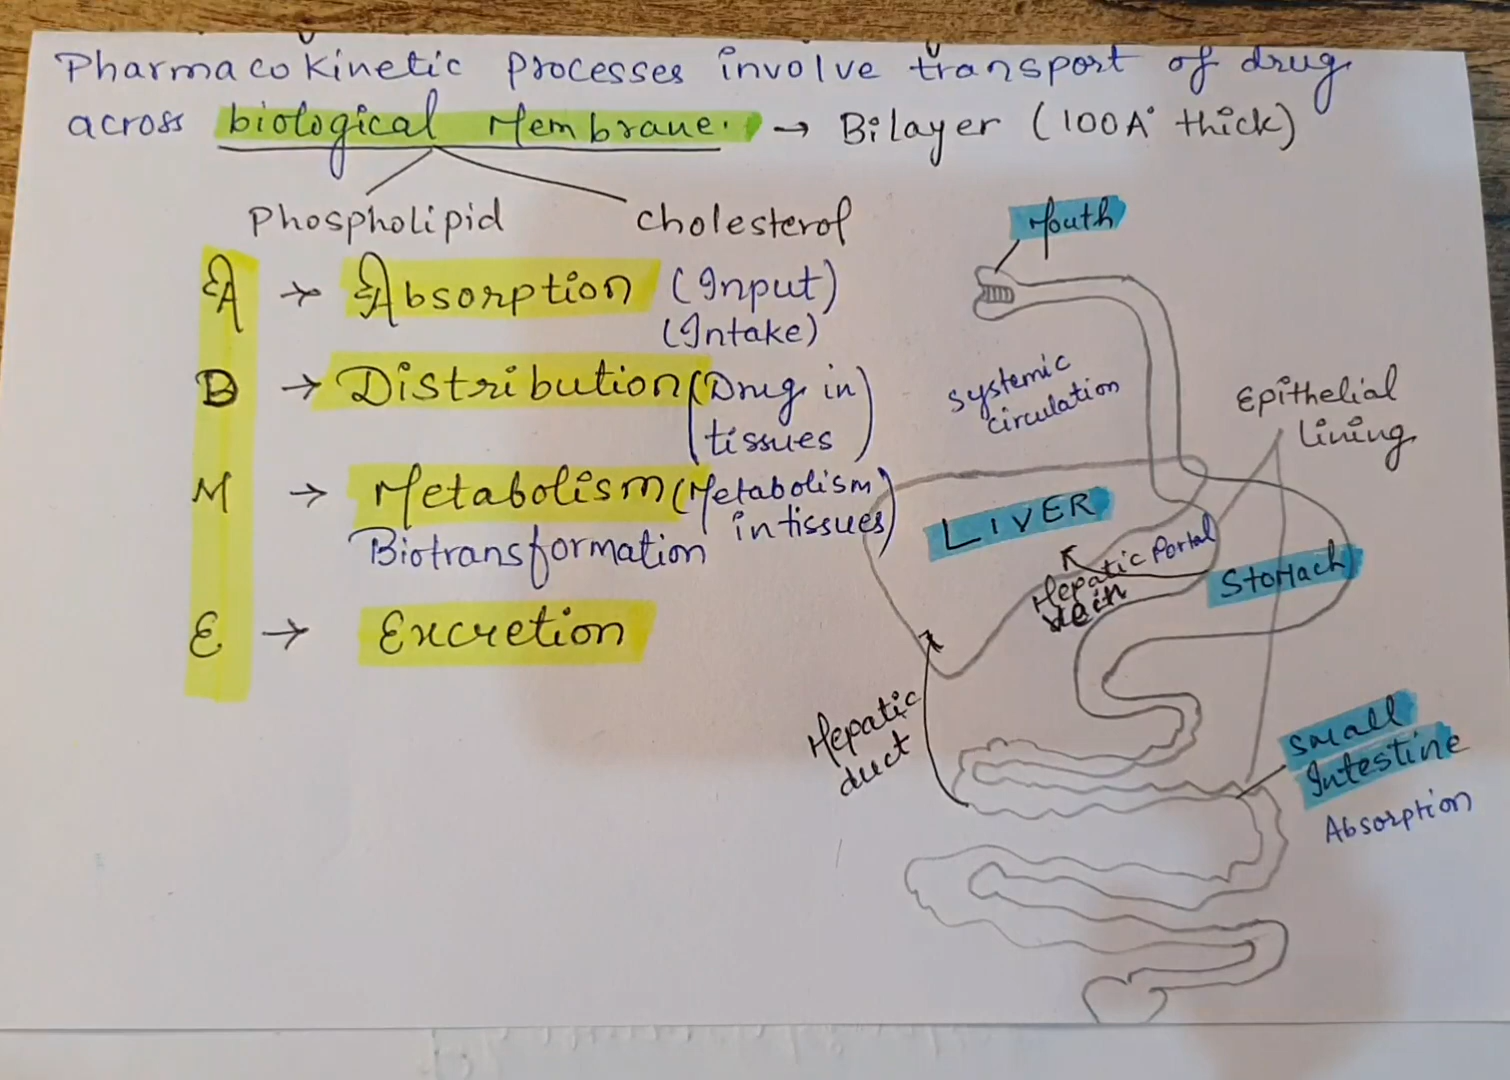 Pharmacokinetic processes involve transport of drug
across biological Membrane. → Bilayer (100A° thick)
Phospholipid
cholesterol
A → Absorption (Input)
(Intake)
D → Distribution (Drug in
tissues)
M → Metabolism (Metabolism
in tissues)
Biotransformation
E → Excretion
Mouth
systemic
circulation
Epithelial
lining
LIVER
Hepatic Portal
vein
Stomach
Hepatic
duct
small
Intestine
Absorption